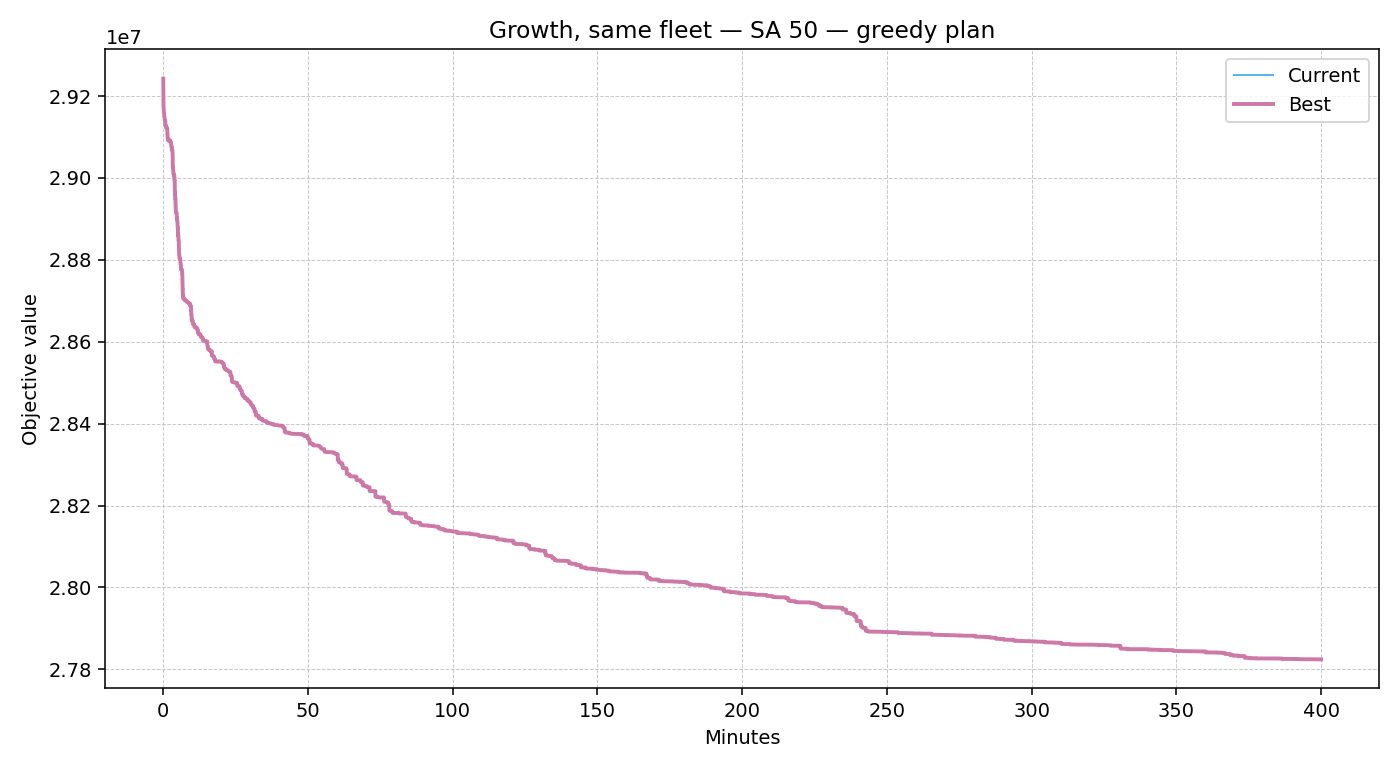 Growth, same fleet — SA 50 — greedy plan
1e7
Current
Best
2.92
2.90
2.88
2.86
2.84
2.82
2.80
2.78
Objective value
0 50 100 150 200 250 300 350 400
Minutes